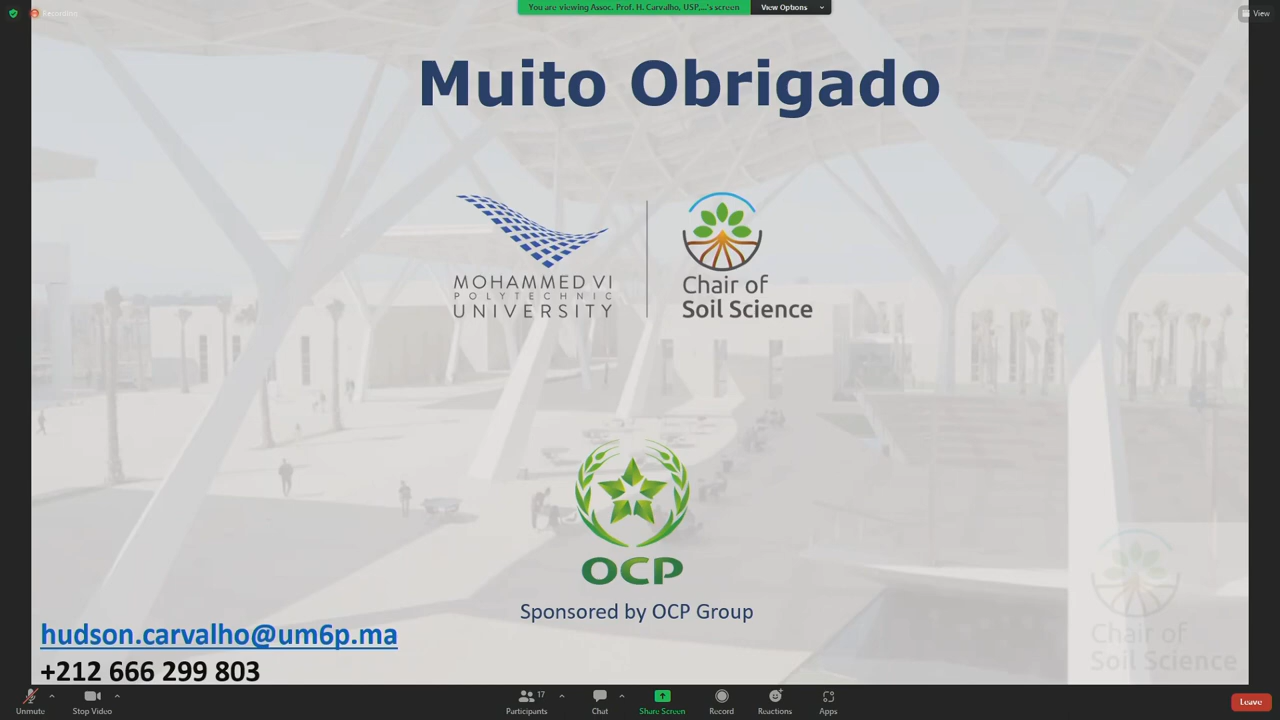 Recording
You are viewing Assoc. Prof. H. Carvalho, USP,...'s screen
View Options
View
Muito Obrigado
MOHAMMED VI
POLYTECHNIC
UNIVERSITY
Chair of
Soil Science
OCP
Sponsored by OCP Group
hudson.carvalho@um6p.ma
+212 666 299 803
Chair of
Soil Science
Unmute
Stop Video
Participants
17
Chat
Share Screen
Record
Reactions
Apps
Leave